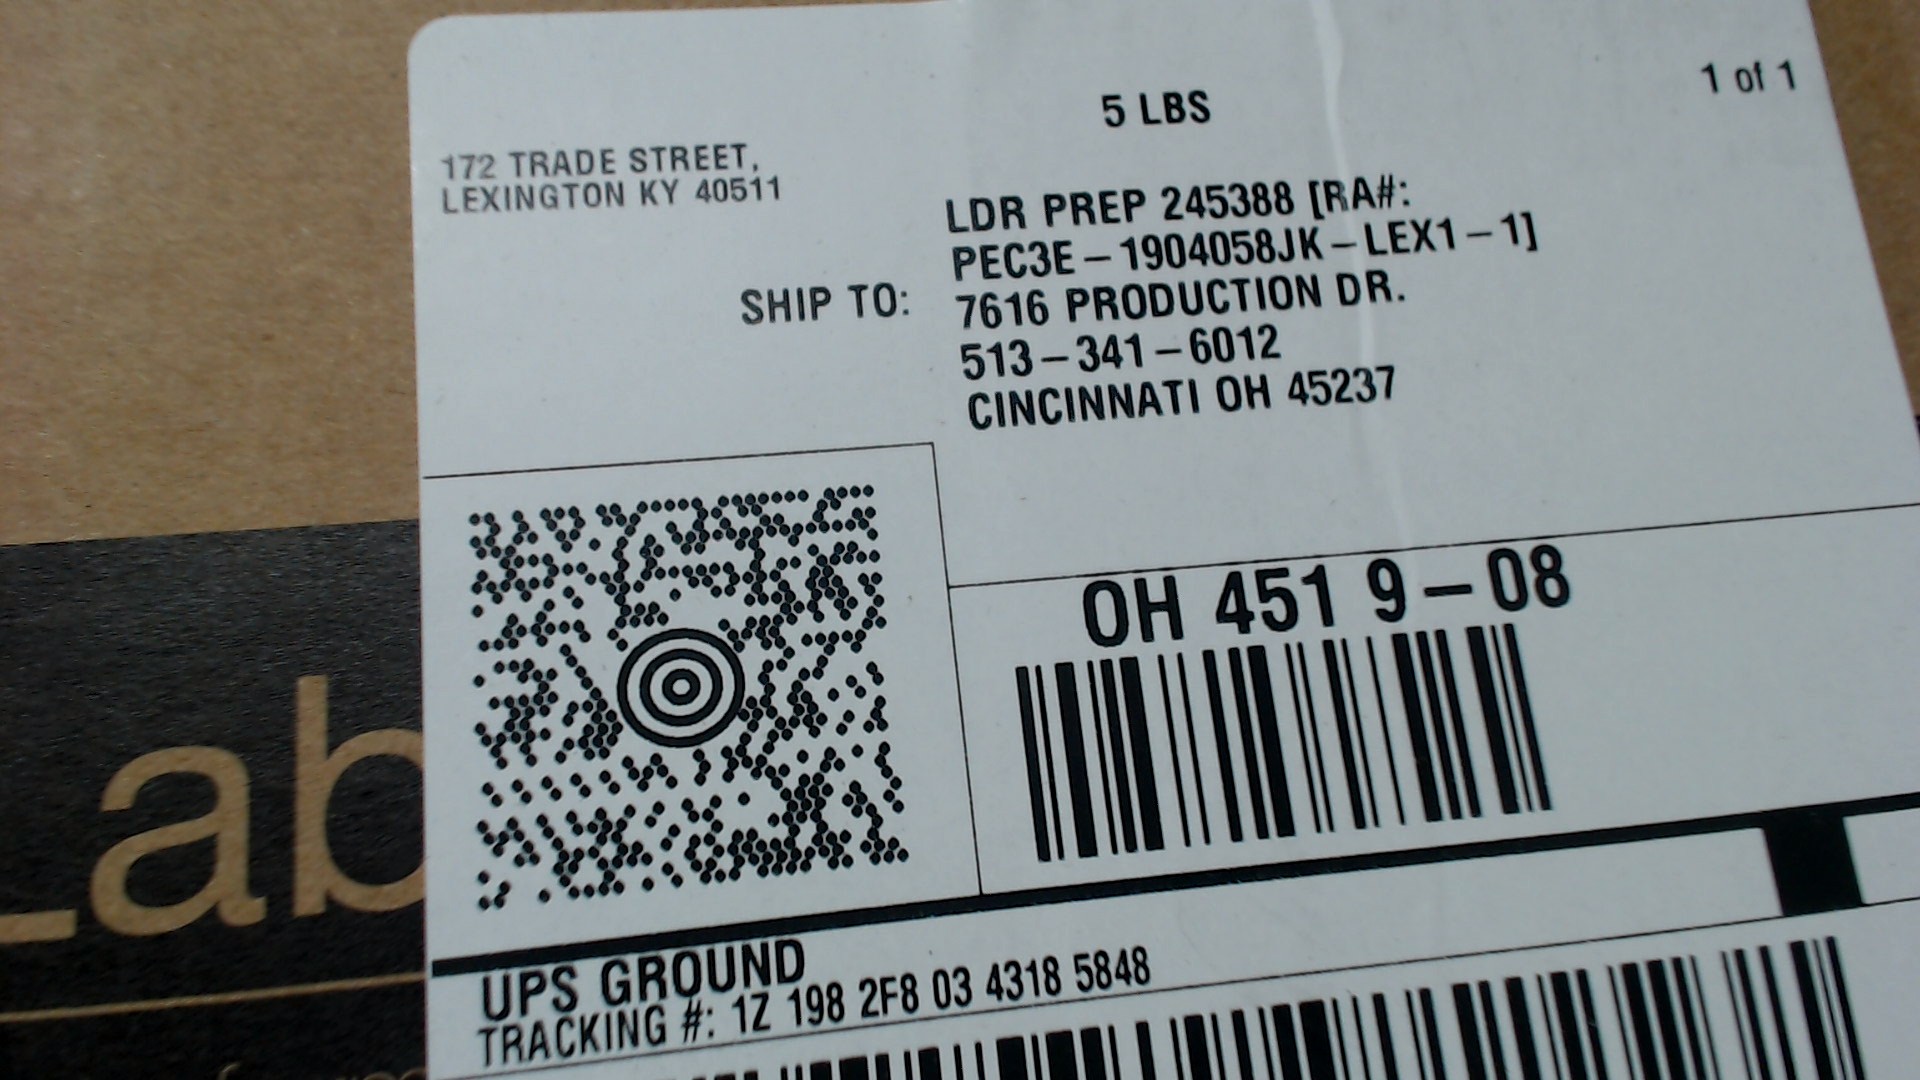 1 of 1
5 LBS
172 TRADE STREET,
LEXINGTON KY 40511
SHIP TO:
LDR PREP 245388 [RA#:
PEC3E-1904058JK-LEX1-1]
7616 PRODUCTION DR.
513-341-6012
CINCINNATI OH 45237
OH 451 9-08
UPS GROUND
TRACKING #: 1Z 198 2F8 03 4318 5848
Lab